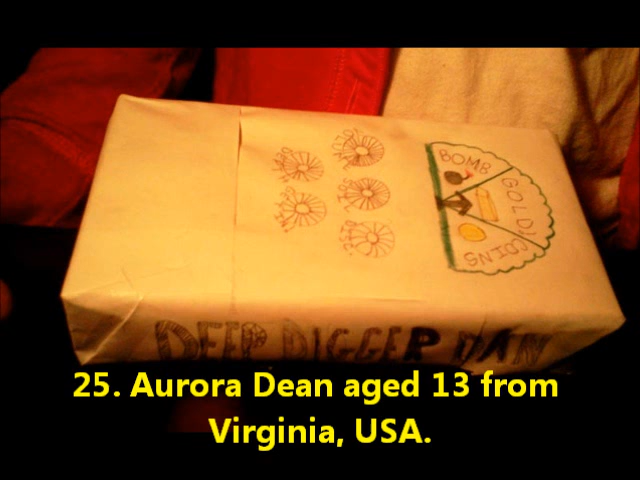 BOMB
GOLD
COINS
DEEP DIGGER DAN
25. Aurora Dean aged 13 from
Virginia, USA.